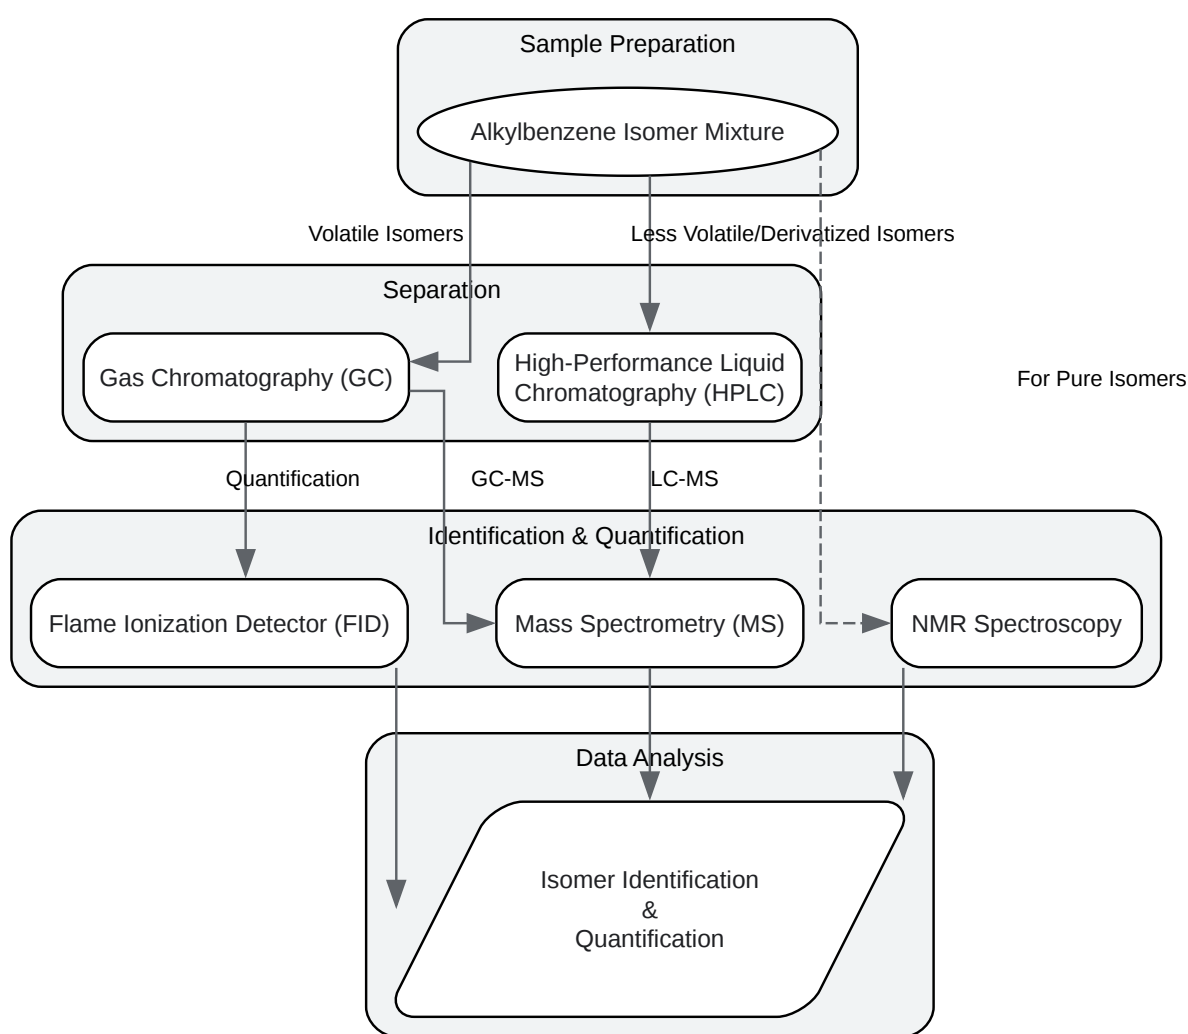 Sample Preparation
Alkylbenzene Isomer Mixture
Volatile Isomers
Less Volatile/Derivatized Isomers
Separation
Gas Chromatography (GC)
High-Performance Liquid
Chromatography (HPLC)
For Pure Isomers
Quantification
GC-MS
LC-MS
Identification & Quantification
Flame Ionization Detector (FID)
Mass Spectrometry (MS)
NMR Spectroscopy
Data Analysis
Isomer Identification
&
Quantification